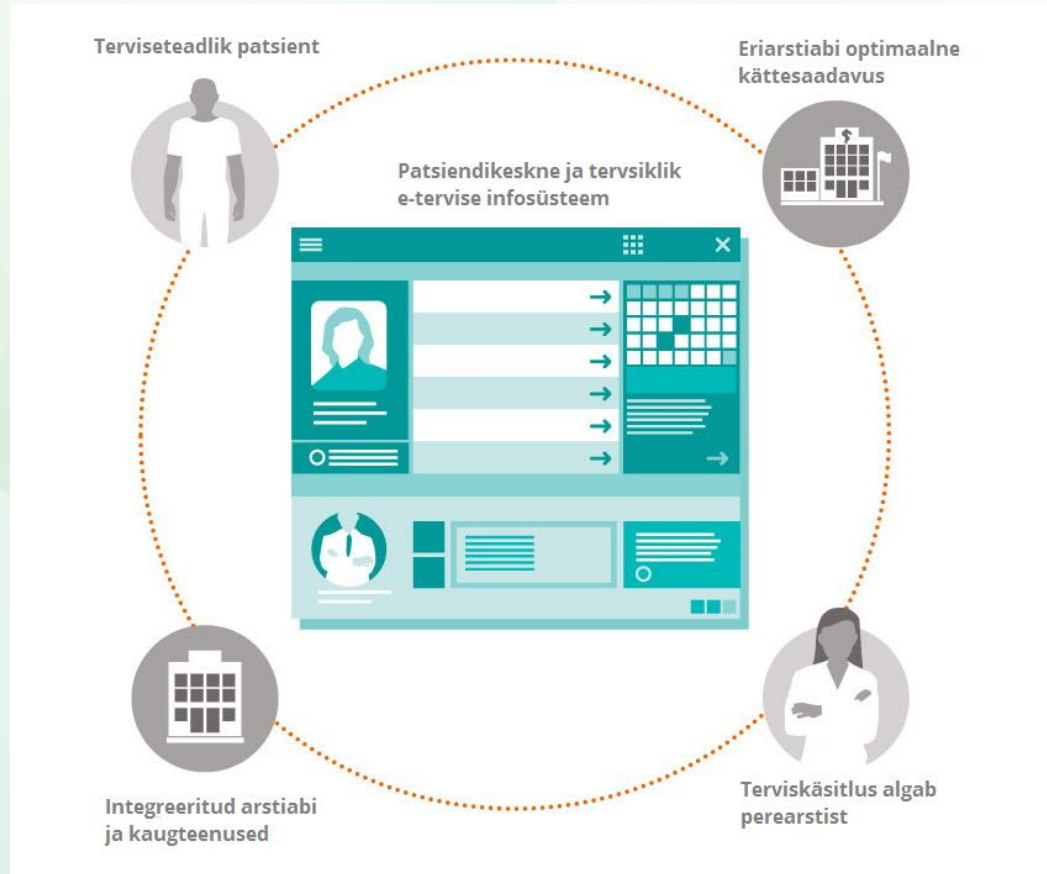 Terviseteadlik patsient
Eriarstiabi optimaalne
kättesaadavus
Patsiendikeskne ja tervsiklik
e-tervise infosüsteem
Integreeritud arstiabi
ja kaugteenused
Terviskäsitlus algab
perearstist